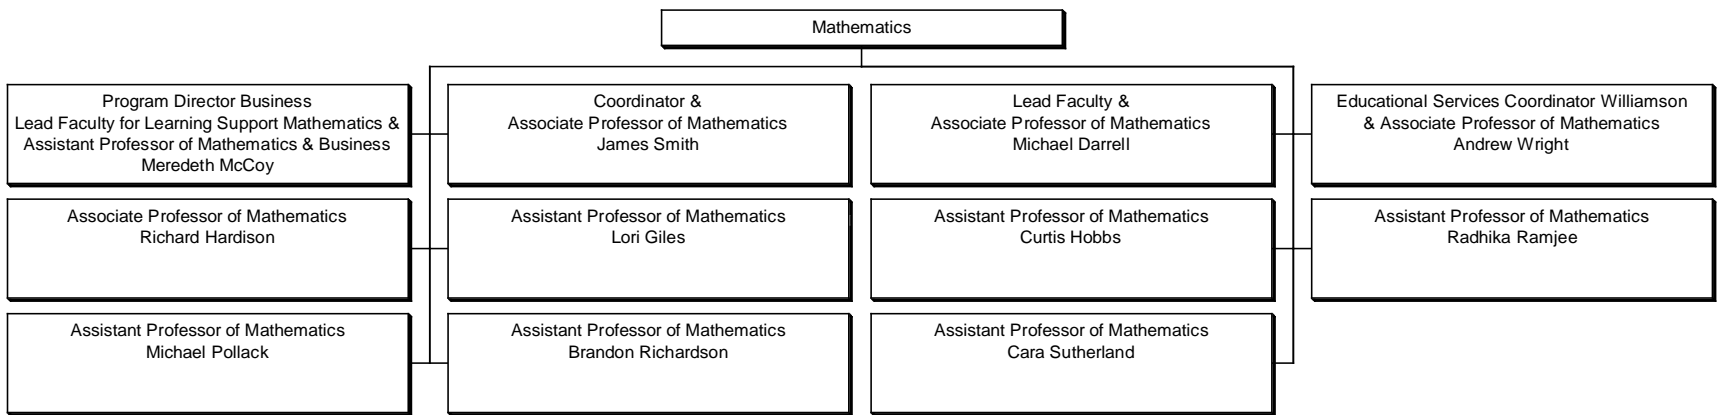 Mathematics
Program Director Business
Lead Faculty for Learning Support Mathematics &
Assistant Professor of Mathematics & Business
Meredeth McCoy
Coordinator &
Associate Professor of Mathematics
James Smith
Lead Faculty &
Associate Professor of Mathematics
Michael Darrell
Educational Services Coordinator Williamson
& Associate Professor of Mathematics
Andrew Wright
Associate Professor of Mathematics
Richard Hardison
Assistant Professor of Mathematics
Lori Giles
Assistant Professor of Mathematics
Curtis Hobbs
Assistant Professor of Mathematics
Radhika Ramjee
Assistant Professor of Mathematics
Michael Pollack
Assistant Professor of Mathematics
Brandon Richardson
Assistant Professor of Mathematics
Cara Sutherland